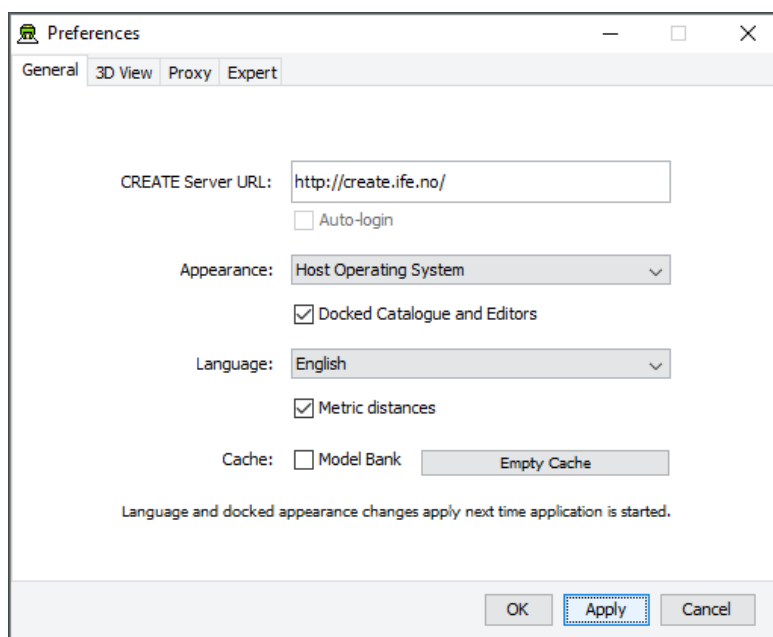 Preferences
General 3D View Proxy Expert
CREATE Server URL: http://create.ife.no/
Auto-login
Appearance: Host Operating System
Docked Catalogue and Editors
Language: English
Metric distances
Cache: Model Bank Empty Cache
Language and docked appearance changes apply next time application is started.
OK Apply Cancel